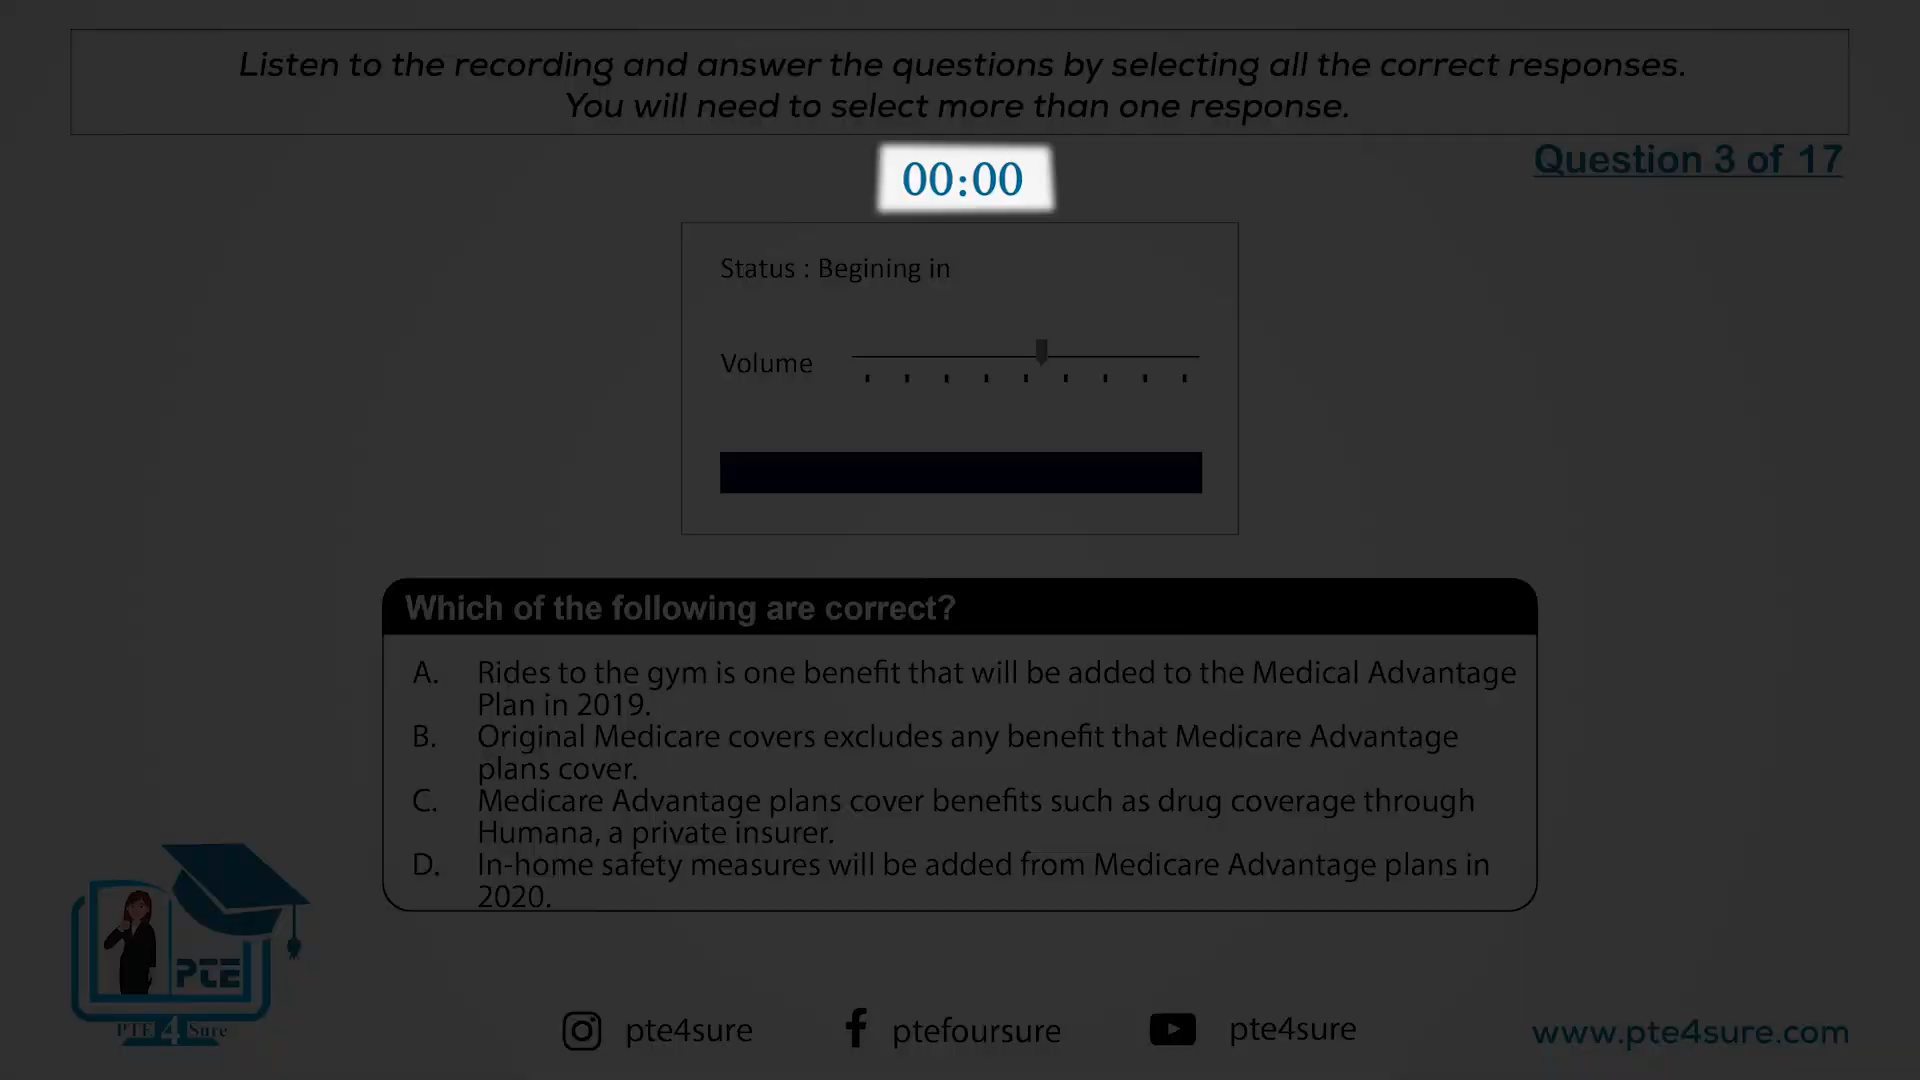 Listen to the recording and answer the questions by selecting all the correct responses.
You will need to select more than one response.
Question 3 of 17
00:00
Status : Begining in
Volume
Which of the following are correct?
A. Rides to the gym is one benefit that will be added to the Medical Advantage
Plan in 2019.
B. Original Medicare covers excludes any benefit that Medicare Advantage
plans cover.
C. Medicare Advantage plans cover benefits such as drug coverage through
Humana, a private insurer.
D. In-home safety measures will be added from Medicare Advantage plans in
2020.
PTE
PTE 4 Sure
pte4sure
ptefoursure
pte4sure
www.pte4sure.com